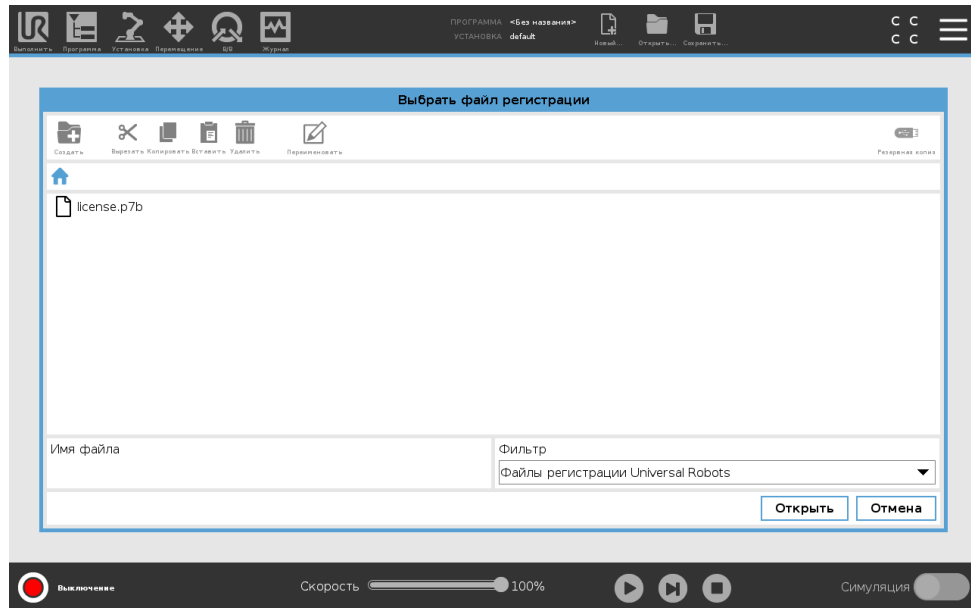 ПРОГРАММА <Без названия>
УСТАНОВКА default
C C
C C
Выполнить Программа Установка Перемещения В/В Журнал
Новый... Открыть... Сохранить...
Выбрать файл регистрации
Создать Вырезать Копировать Вставить Удалить Переименовать Резервная копия
license.p7b
Имя файла
Фильтр
Файлы регистрации Universal Robots
Открыть Отмена
Выключение
Скорость 100%
Симуляция